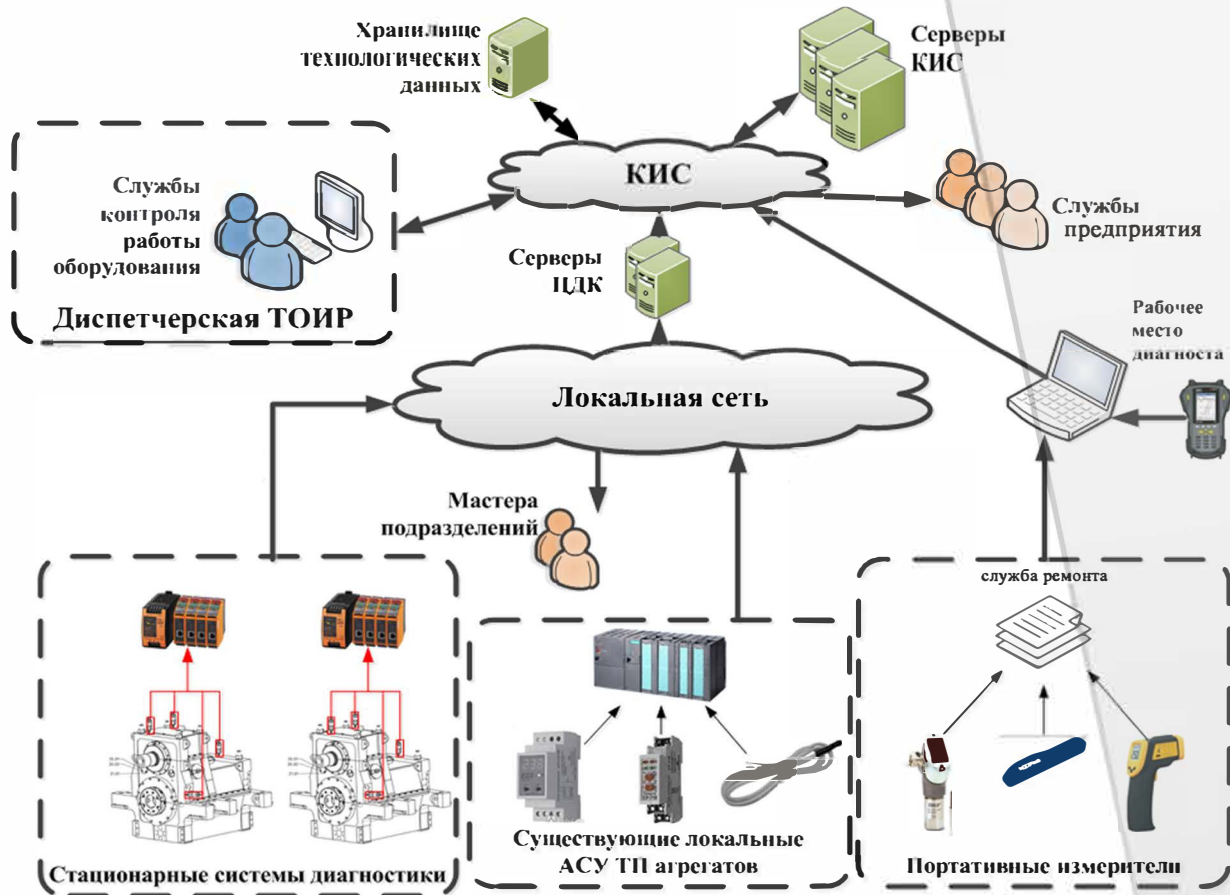 Хранилище
технологических
данных
Серверы
КИС
КИС
Службы
контроля
работы
оборудования
Диспетчерская ТОИР
Службы
предприятия
Серверы
ЦДК
Рабочее
место
диагноста
Локальная сеть
Мастера
подразделений
служба ремонта
Стационарные системы диагностики
Существующие локальные
АСУ ТП агрегатов
Портативные измерители